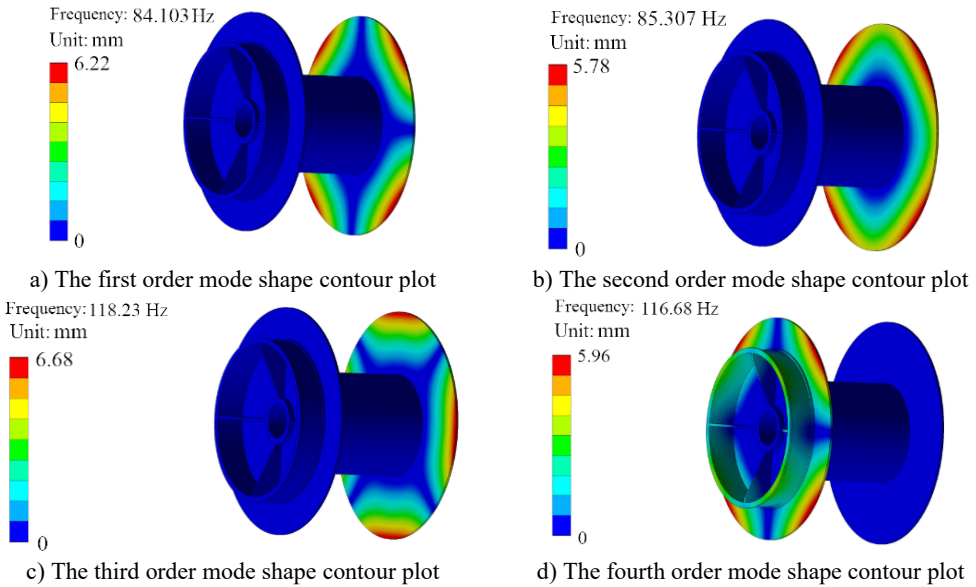 Frequency: 84.103 Hz
Unit: mm
6.22
0
a) The first order mode shape contour plot
Frequency: 85.307 Hz
Unit: mm
5.78
0
b) The second order mode shape contour plot
Frequency: 118.23 Hz
Unit: mm
6.68
0
c) The third order mode shape contour plot
Frequency: 116.68 Hz
Unit: mm
5.96
0
d) The fourth order mode shape contour plot